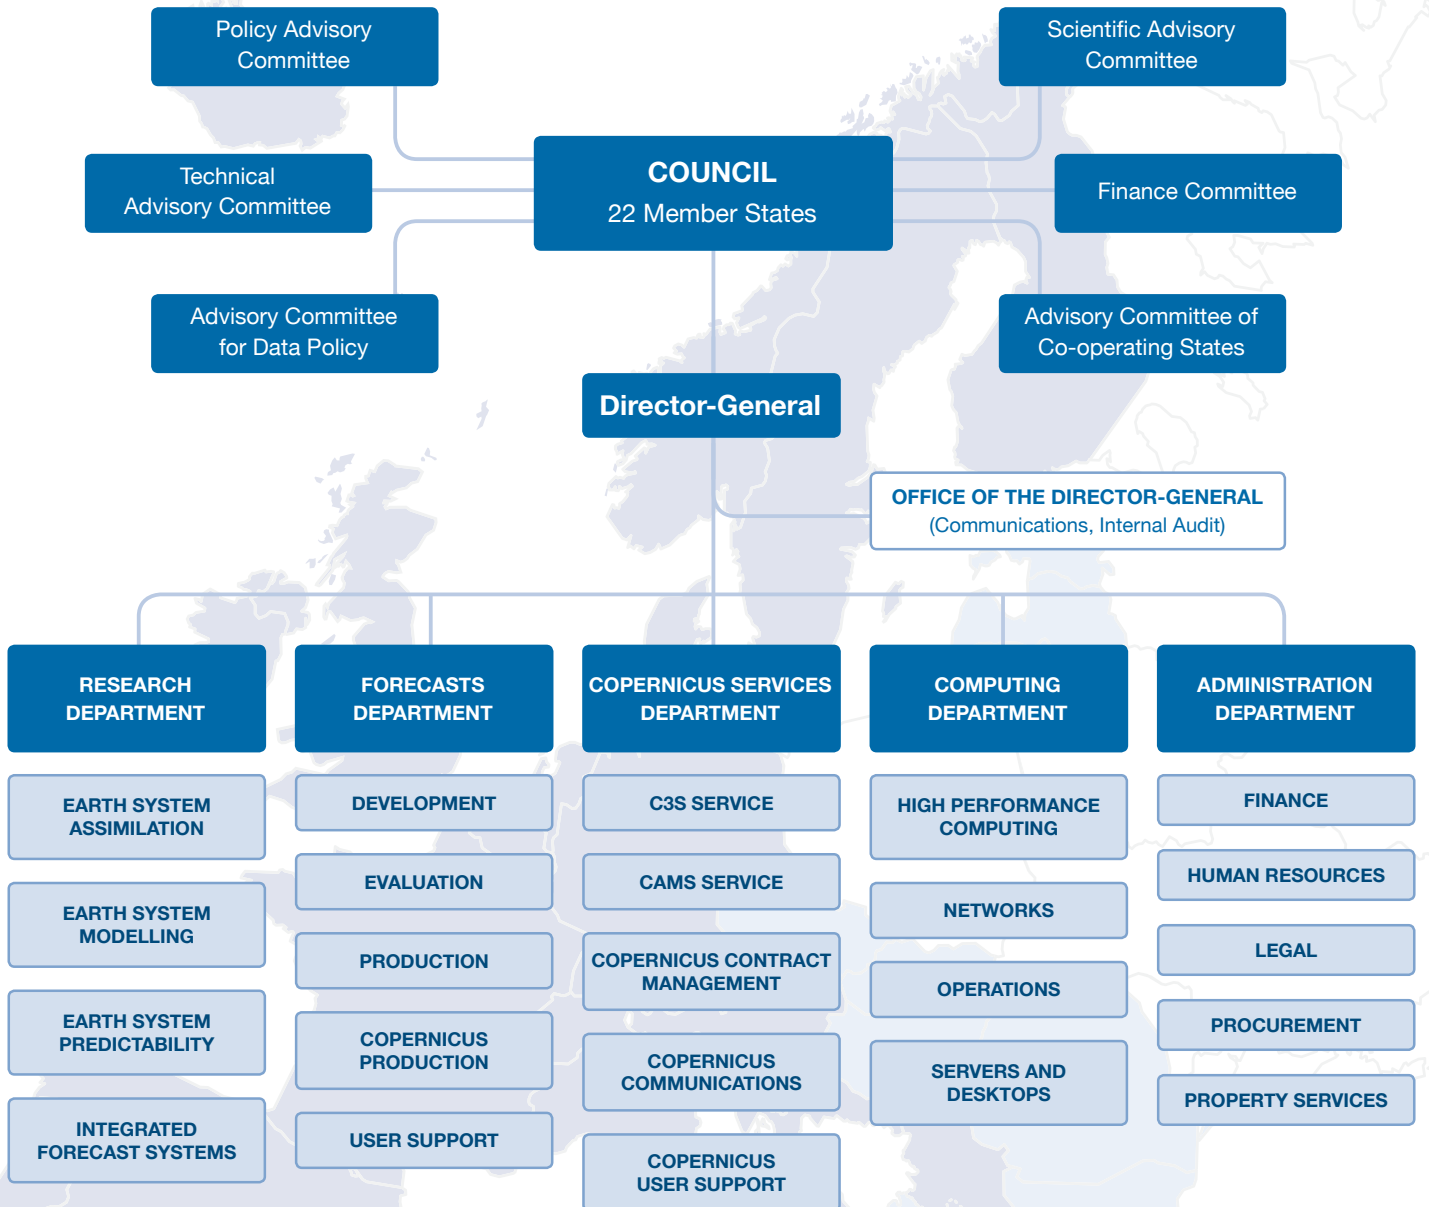 Policy Advisory
Committee
Scientific Advisory
Committee
COUNCIL
22 Member States
Technical
Advisory Committee
Finance Committee
Advisory Committee
for Data Policy
Advisory Committee of
Co-operating States
Director-General
OFFICE OF THE DIRECTOR-GENERAL
(Communications, Internal Audit)
RESEARCH
DEPARTMENT
EARTH SYSTEM
ASSIMILATION
EARTH SYSTEM
MODELLING
EARTH SYSTEM
PREDICTABILITY
INTEGRATED
FORECAST SYSTEMS
FORECASTS
DEPARTMENT
DEVELOPMENT
EVALUATION
PRODUCTION
COPERNICUS
PRODUCTION
USER SUPPORT
COPERNICUS SERVICES
DEPARTMENT
C3S SERVICE
CAMS SERVICE
COPERNICUS CONTRACT
MANAGEMENT
COPERNICUS
COMMUNICATIONS
COPERNICUS
USER SUPPORT
COMPUTING
DEPARTMENT
HIGH PERFORMANCE
COMPUTING
NETWORKS
OPERATIONS
SERVERS AND
DESKTOPS
ADMINISTRATION
DEPARTMENT
FINANCE
HUMAN RESOURCES
LEGAL
PROCUREMENT
PROPERTY SERVICES